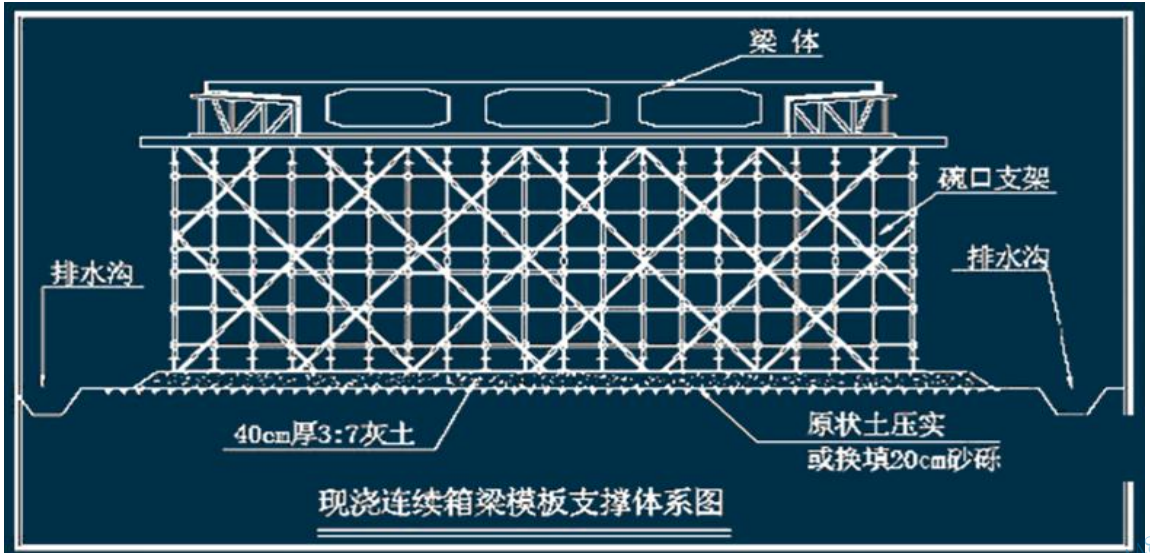 梁 体
碗口支架
排水沟
排水沟
40cm厚3:7灰土
原状土压实
或换填20cm砂砾
现浇连续箱梁模板支撑体系图